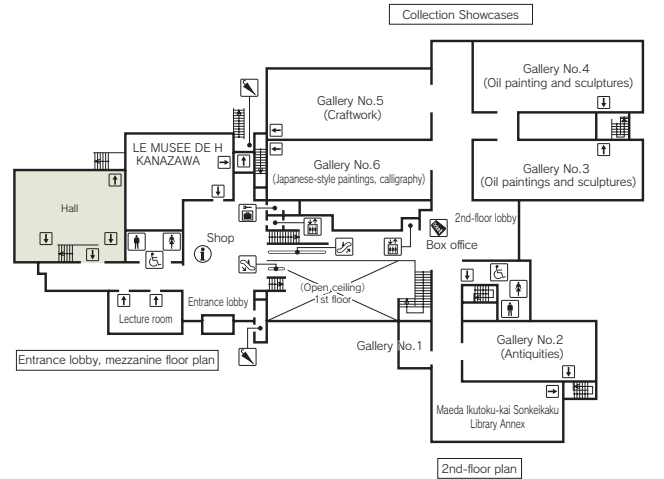 Collection Showcases
Gallery No.4
(Oil painting and sculptures)
Gallery No.5
(Craftwork)
LE MUSEE DE H
KANAZAWA
Gallery No.6
(Japanese-style paintings, calligraphy)
Gallery No.3
(Oil paintings and sculptures)
Hall
2nd-floor lobby
Shop
Box office
(Open ceiling)
1st floor
Entrance lobby
Lecture room
Gallery No.1
Gallery No.2
(Antiquities)
Entrance lobby, mezzanine floor plan
Maeda Ikutoku-kai Sonkeikaku
Library Annex
2nd-floor plan